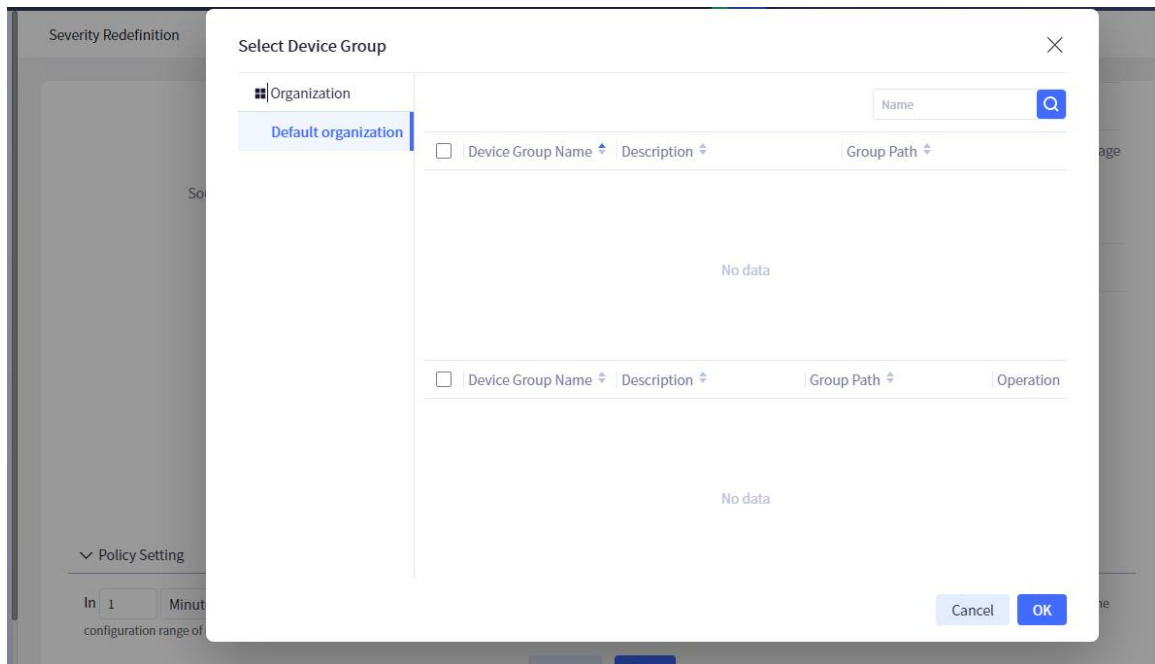 Severity Redefinition
Select Device Group
Organization
Default organization
Name
Device Group Name Description Group Path
age
So
No data
Device Group Name Description Group Path Operation
No data
Policy Setting
In 1 Minut
configuration range of
Cancel OK